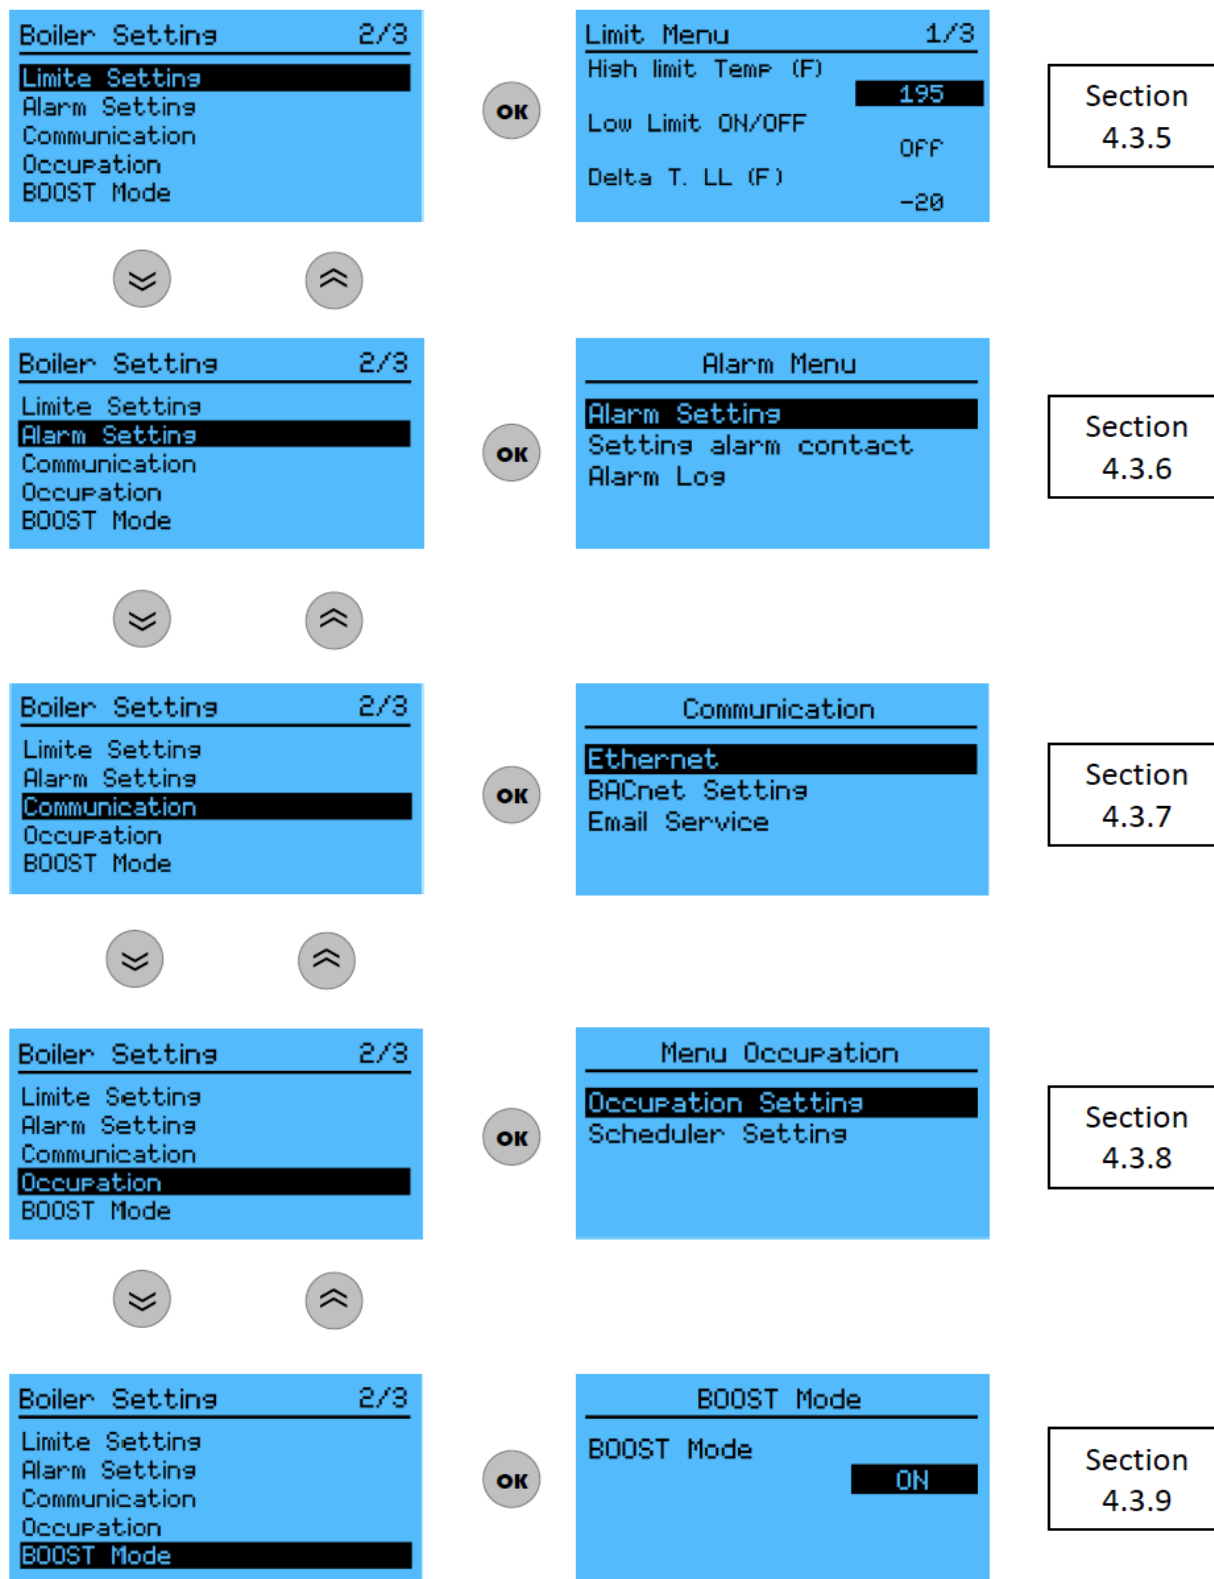 Boiler Setting 2/3
Limite Setting
Alarm Setting
Communication
Occupation
BOOST Mode
OK
Limit Menu 1/3
High limit Temp (F)
195
Low Limit ON/OFF
Off
Delta T. LL (F)
-20
Section
4.3.5
Boiler Setting 2/3
Limite Setting
Alarm Setting
Communication
Occupation
BOOST Mode
OK
Alarm Menu
Alarm Setting
Setting alarm contact
Alarm Log
Section
4.3.6
Boiler Setting 2/3
Limite Setting
Alarm Setting
Communication
Occupation
BOOST Mode
OK
Communication
Ethernet
BACnet Setting
Email Service
Section
4.3.7
Boiler Setting 2/3
Limite Setting
Alarm Setting
Communication
Occupation
BOOST Mode
OK
Menu Occupation
Occupation Setting
Scheduler Setting
Section
4.3.8
Boiler Setting 2/3
Limite Setting
Alarm Setting
Communication
Occupation
BOOST Mode
OK
BOOST Mode
BOOST Mode
ON
Section
4.3.9